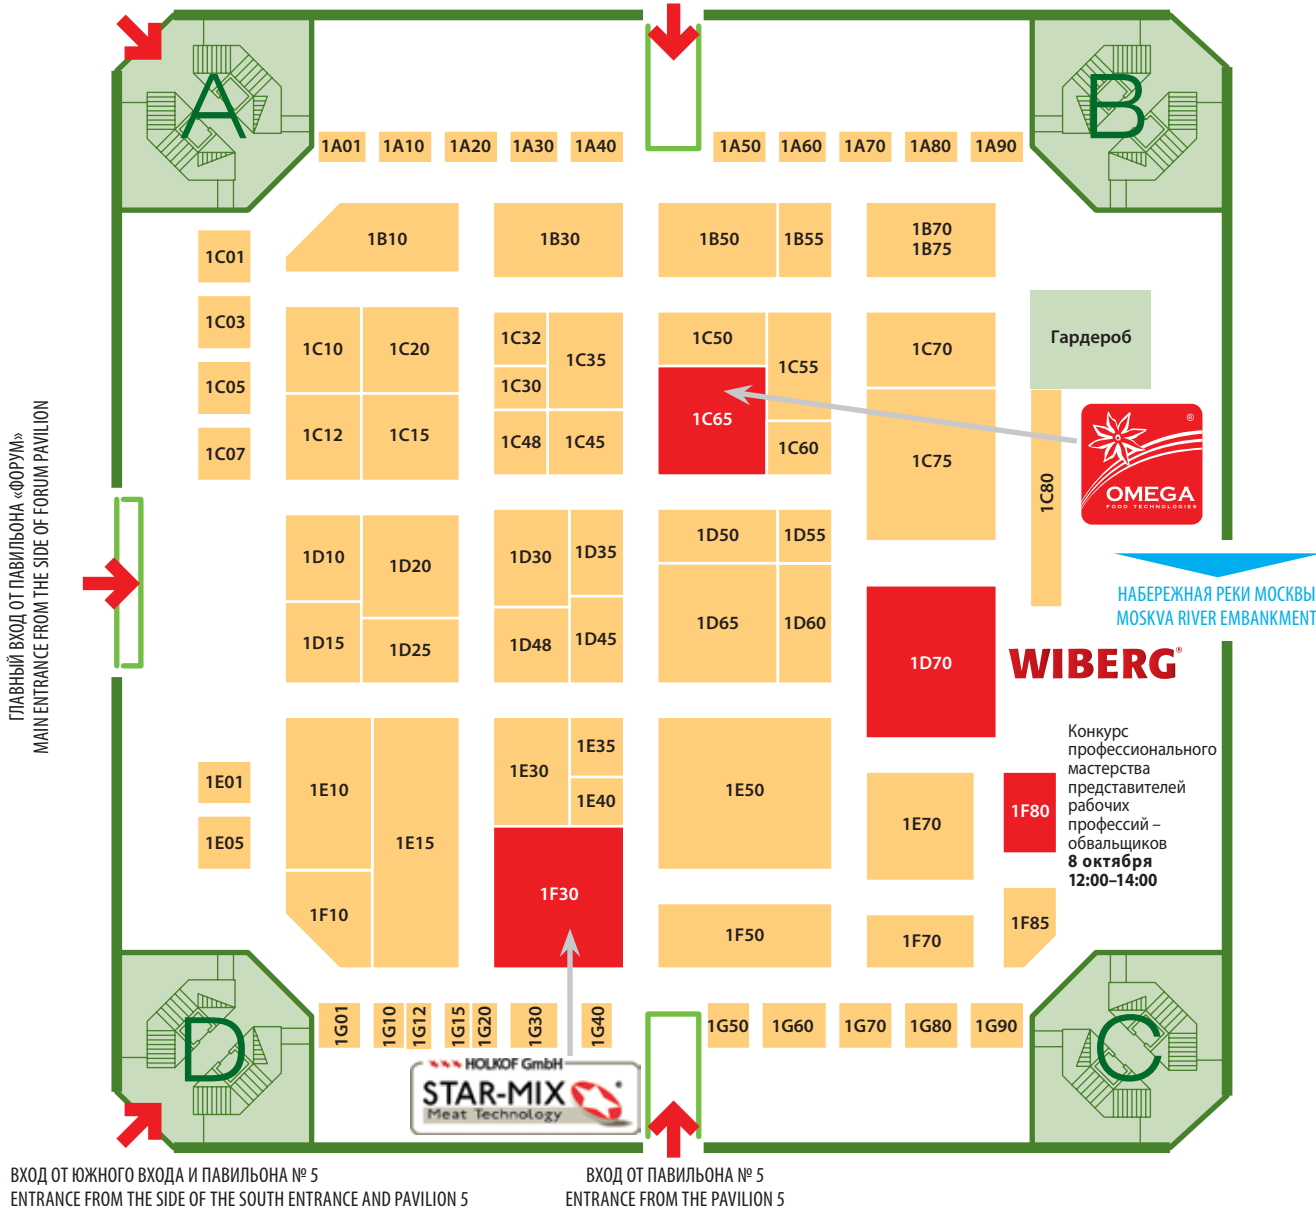 A
B
1A01 1A10 1A20 1A30 1A40 1A50 1A60 1A70 1A80 1A90
1B10 1B30 1B50 1B55 1B70
1B75
1C01
1C03
1C05
1C07
1C10 1C20
1C12 1C15
1C32 1C35
1C30
1C48 1C45
1C50 1C55
1C65
1C60
1C70
1C75
Гардероб
1C80
®
OMEGA
FOOD TECHNOLOGIES
НАБЕРЕЖНАЯ РЕКИ МОСКВЫ
MOSKVA RIVER EMBANKMENT
ГЛАВНЫЙ ВХОД ОТ ПАВИЛЬОНА «ФОРУМ»
MAIN ENTRANCE FROM THE SIDE OF FORUM PAVILION
1D10 1D20
1D15 1D25
1D30 1D35
1D48 1D45
1D50 1D55
1D65 1D60
1D70
WIBERG®
1E01
1E05
1E10 1E15
1F10
1E30 1E35
1E40
1F30
1E50
1F50
1E70
1F70
1F80
1F85
Конкурс
профессионального
мастерства
представителей
рабочих
профессий –
обвальщиков
8 октября
12:00–14:00
1G01 1G10 1G12 1G15 1G20 1G30 1G40 1G50 1G60 1G70 1G80 1G90
D
C
HOLKOF GmbH
STAR-MIX
Meat Technology
ВХОД ОТ ЮЖНОГО ВХОДА И ПАВИЛЬОНА № 5
ENTRANCE FROM THE SIDE OF THE SOUTH ENTRANCE AND PAVILION 5
ВХОД ОТ ПАВИЛЬОНА № 5
ENTRANCE FROM THE PAVILION 5